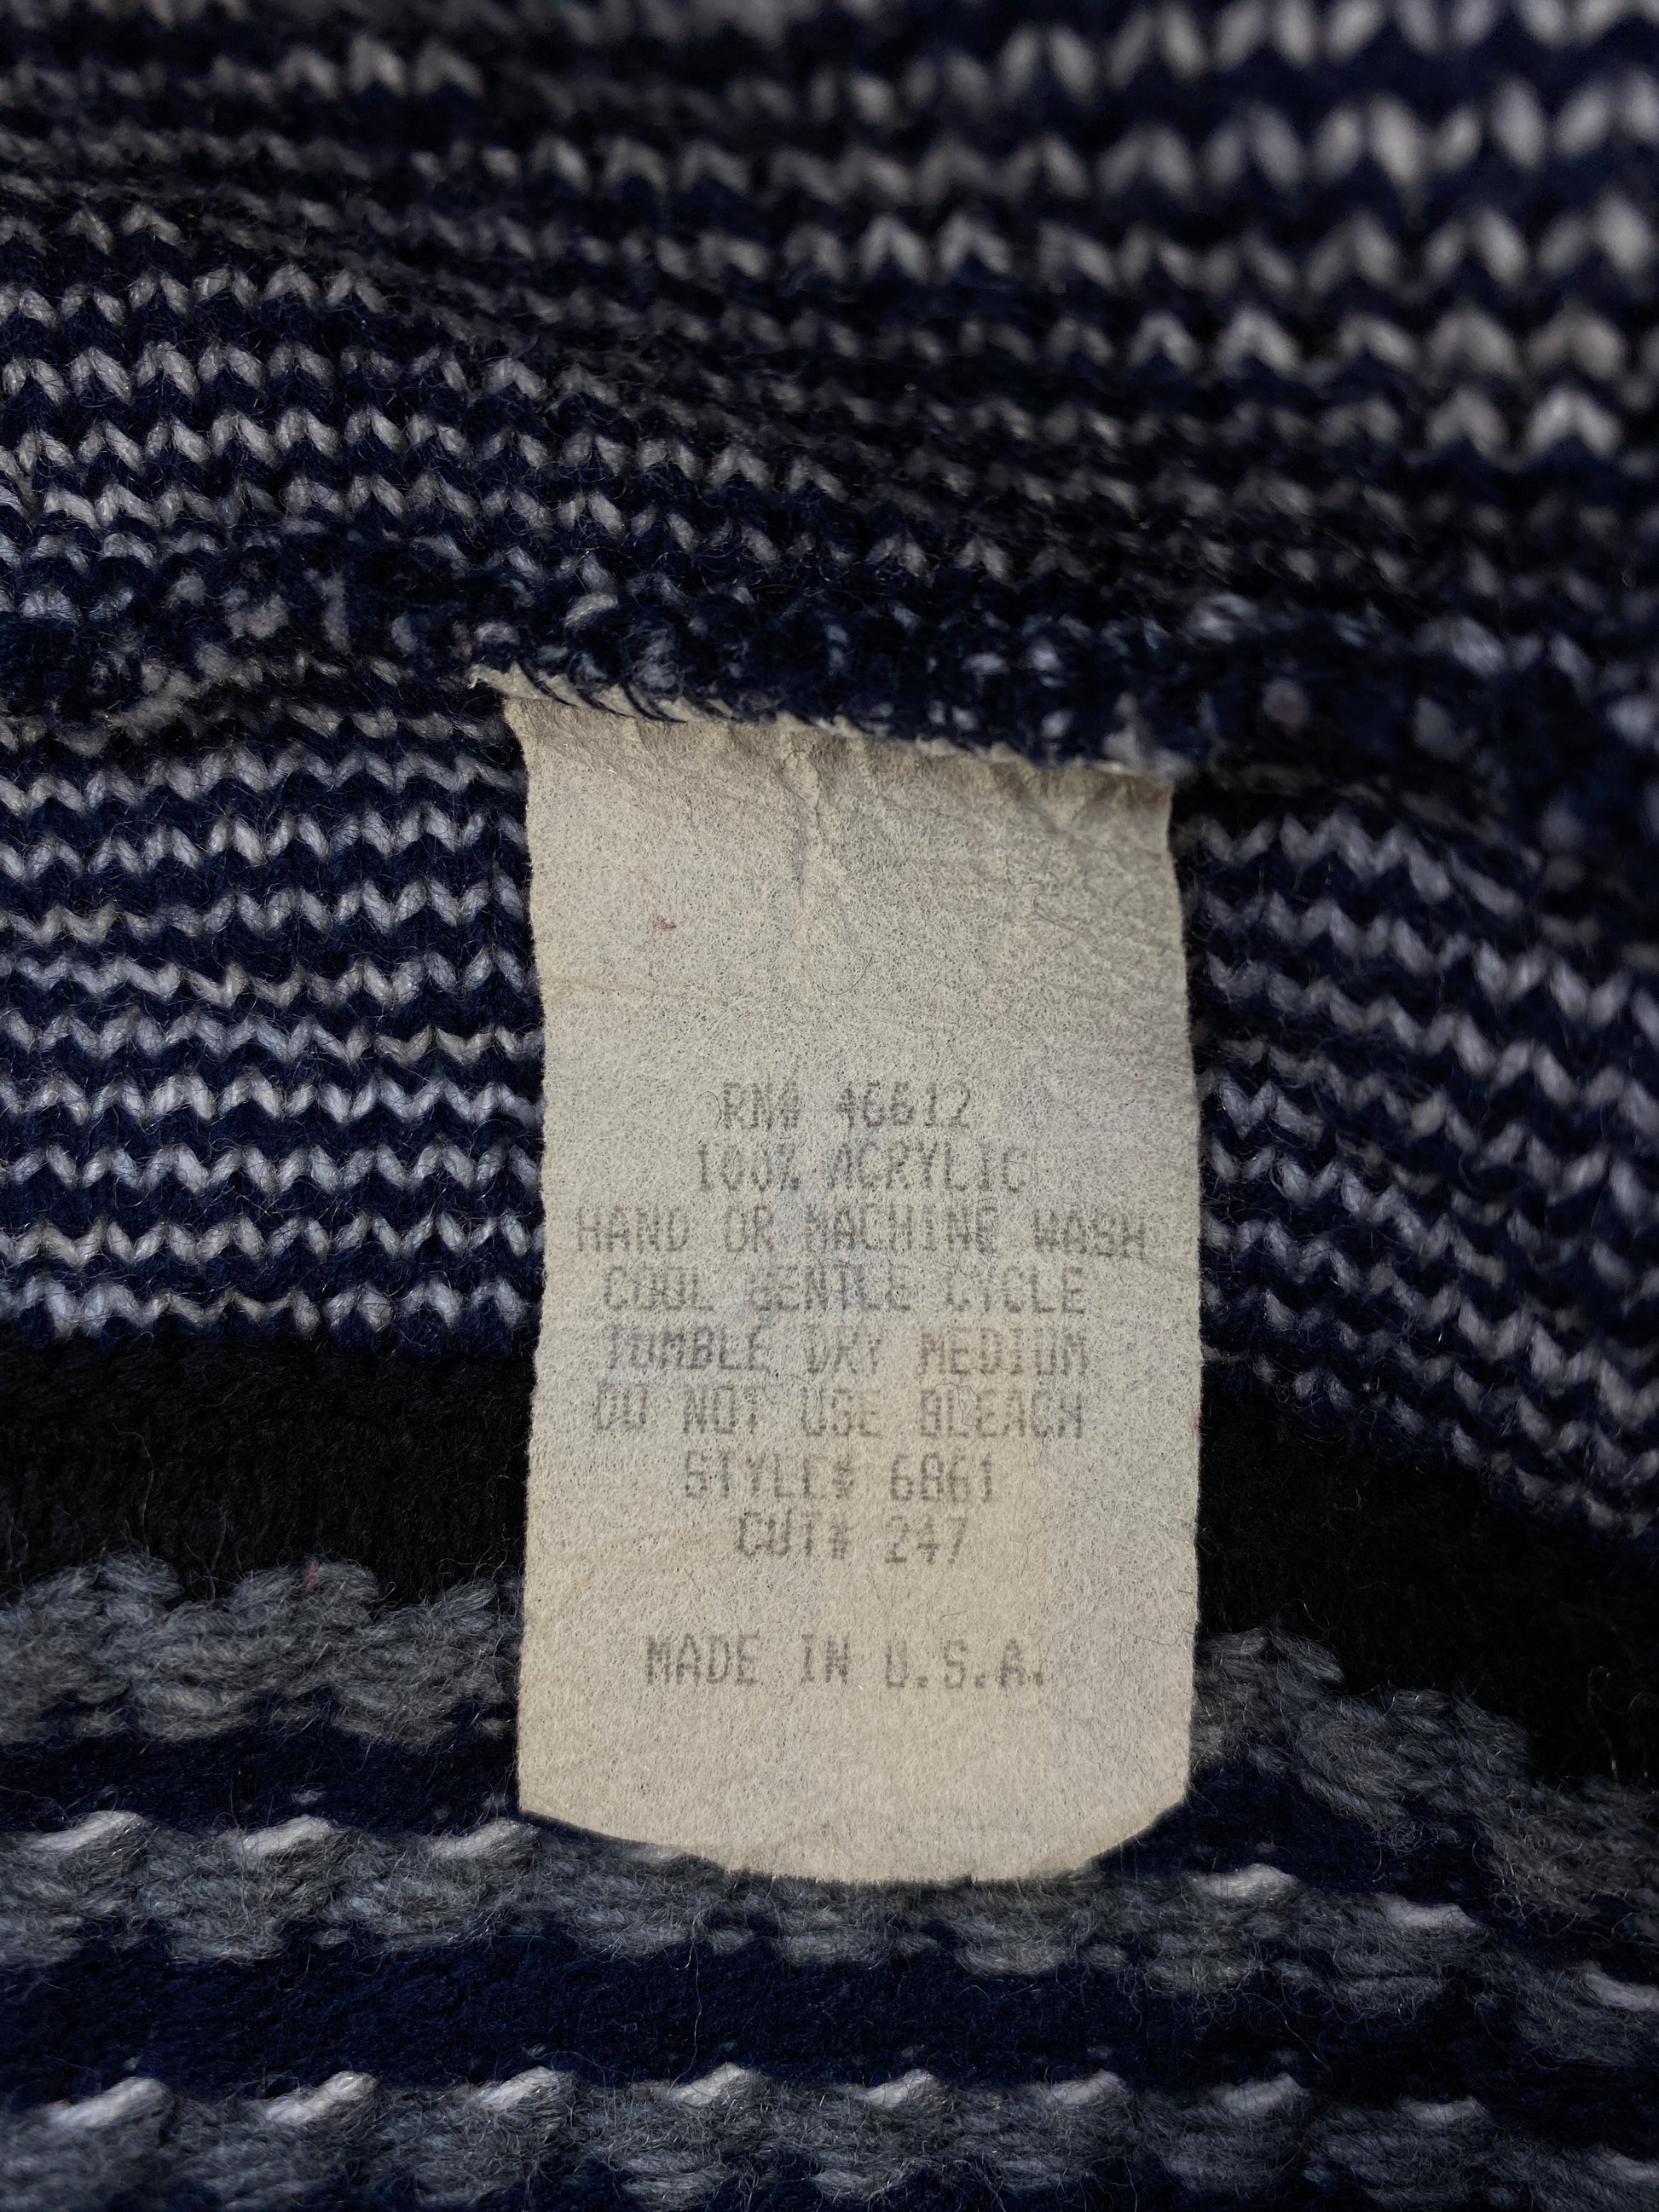 RN# 46612
100% ACRYLIC
HAND OR MACHINE WASH
COOL GENTLE CYCLE
TUMBLE DRY MEDIUM
DO NOT USE BLEACH
STYLE# 6861
CUT# 247
MADE IN U.S.A.